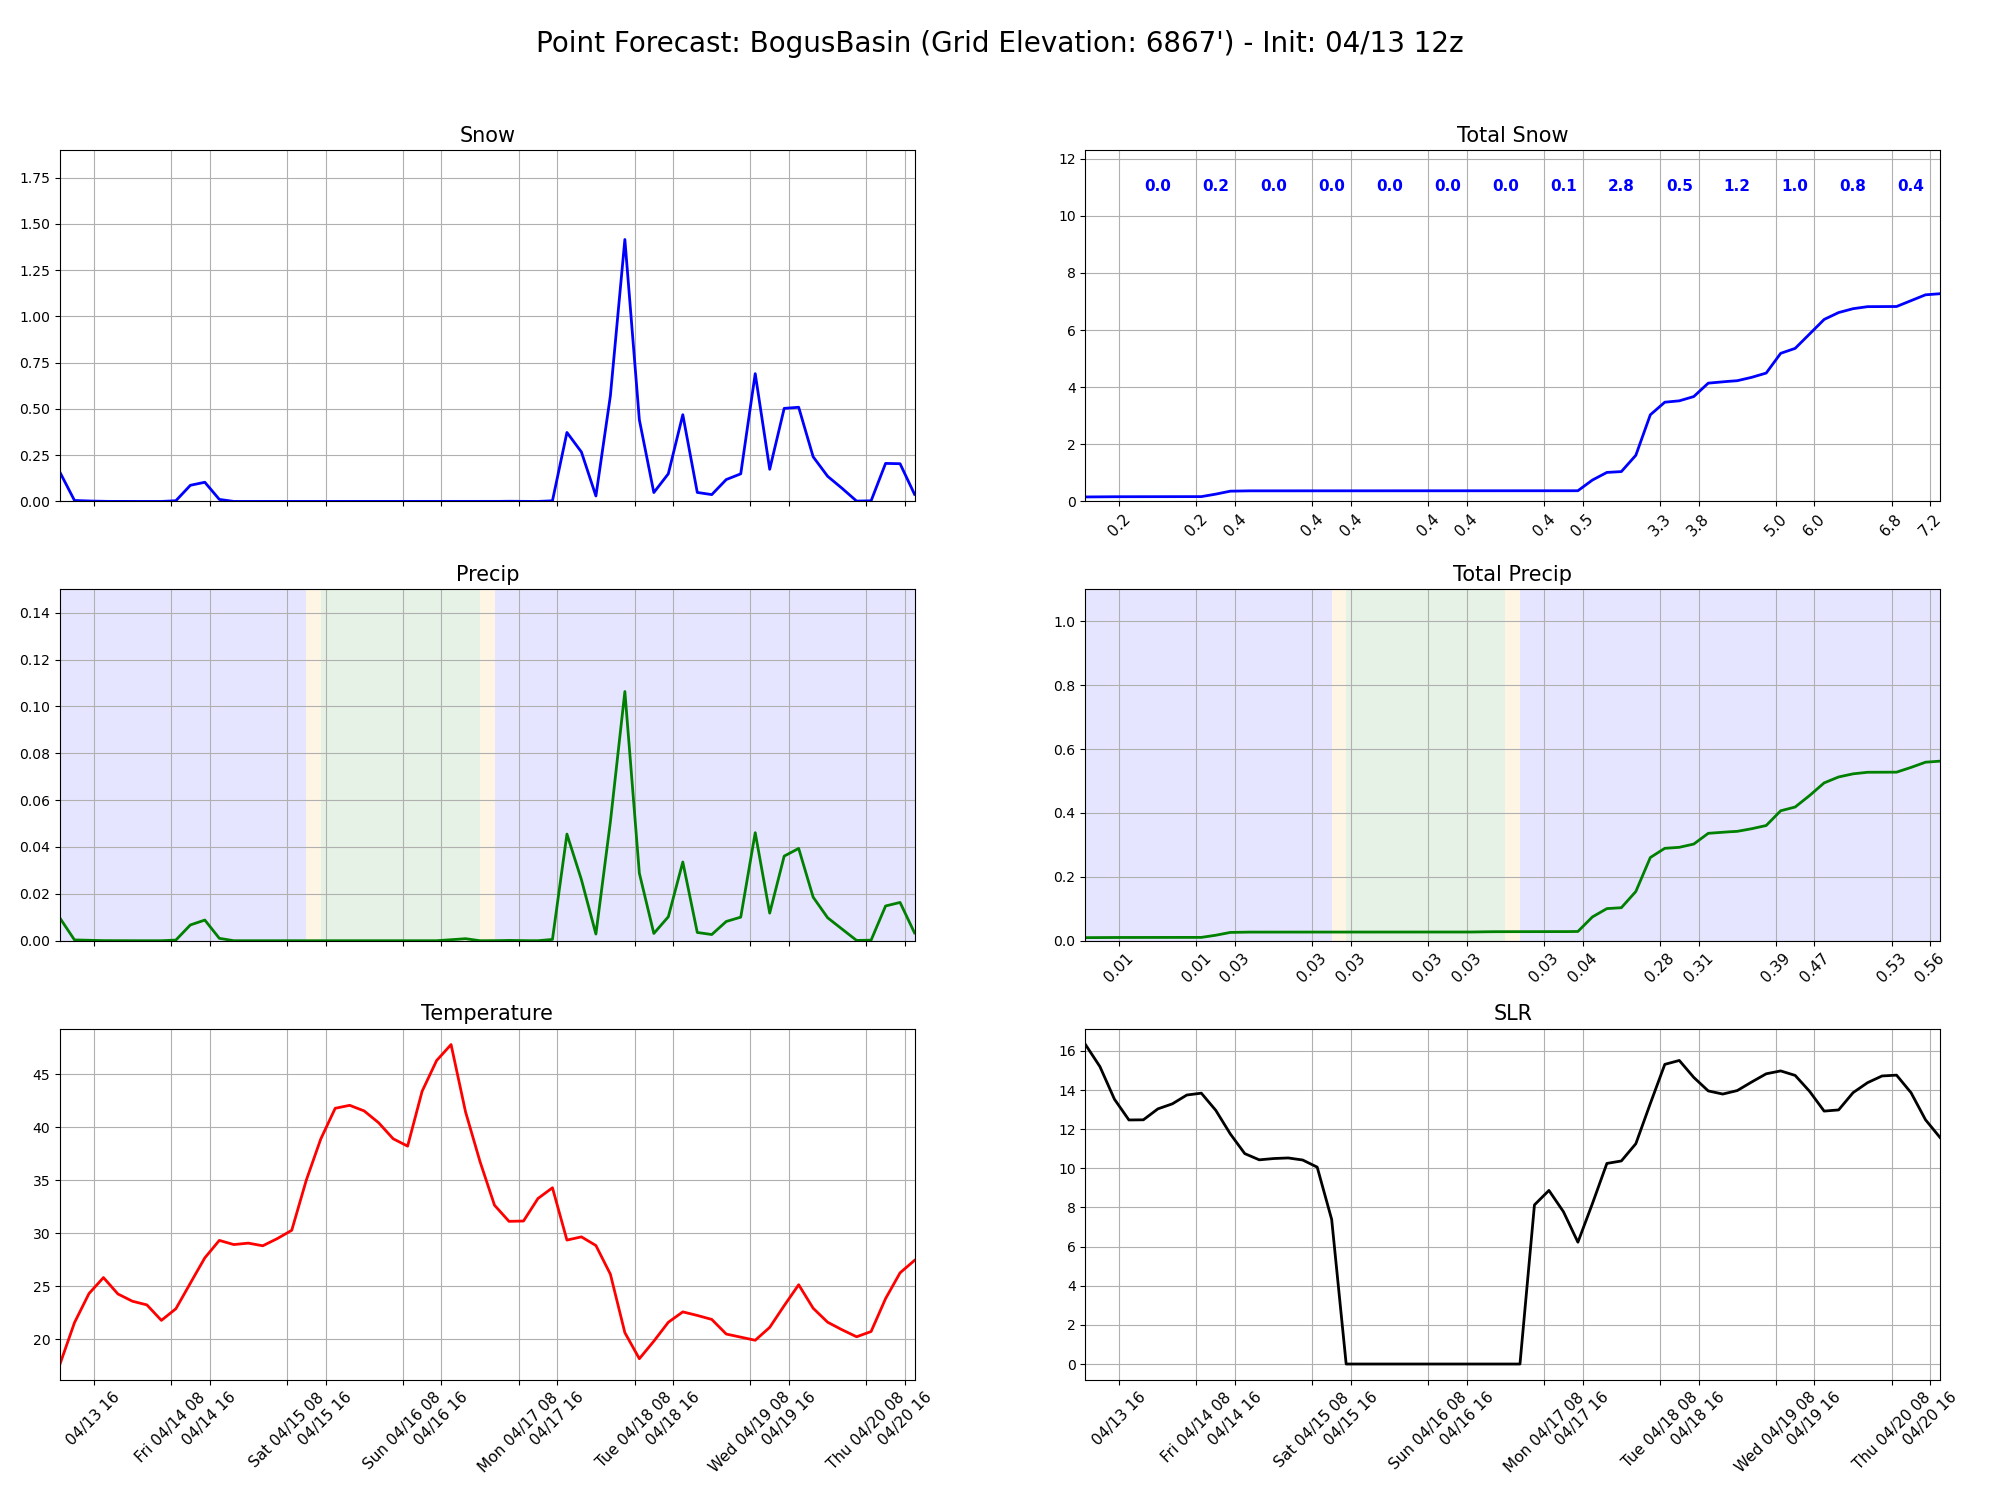 Point Forecast: BogusBasin (Grid Elevation: 6867') - Init: 04/13 12z
Snow
1.75
1.50
1.25
1.00
0.75
0.50
0.25
0.00
Total Snow
12
10
8
6
4
2
0
0.0 0.2 0.0 0.0 0.0 0.0 0.0 0.1 2.8 0.5 1.2 1.0 0.8 0.4
0.2 0.2 0.4 0.4 0.4 0.4 0.4 0.4 0.5 3.3 3.8 5.0 6.0 6.8 7.2
Precip
0.14
0.12
0.10
0.08
0.06
0.04
0.02
0.00
Total Precip
1.0
0.8
0.6
0.4
0.2
0.0
0.01 0.01 0.03 0.03 0.03 0.03 0.03 0.03 0.04 0.28 0.31 0.39 0.47 0.53 0.56
Temperature
45
40
35
30
25
20
04/13 16
Fri 04/14 08
04/14 16
Sat 04/15 08
04/15 16
Sun 04/16 08
04/16 16
Mon 04/17 08
04/17 16
Tue 04/18 08
04/18 16
Wed 04/19 08
04/19 16
Thu 04/20 08
04/20 16
SLR
16
14
12
10
8
6
4
2
0
04/13 16
Fri 04/14 08
04/14 16
Sat 04/15 08
04/15 16
Sun 04/16 08
04/16 16
Mon 04/17 08
04/17 16
Tue 04/18 08
04/18 16
Wed 04/19 08
04/19 16
Thu 04/20 08
04/20 16